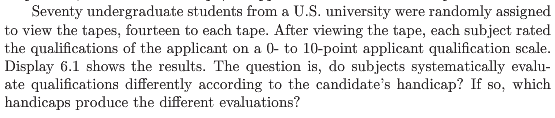 Seventy undergraduate students from a U.S. university were randomly assigned
to view the tapes, fourteen to each tape. After viewing the tape, each subject rated
the qualifications of the applicant on a 0- to 10-point applicant qualification scale.
Display 6.1 shows the results. The question is, do subjects systematically evalu-
ate qualifications differently according to the candidate's handicap? If so, which
handicaps produce the different evaluations?